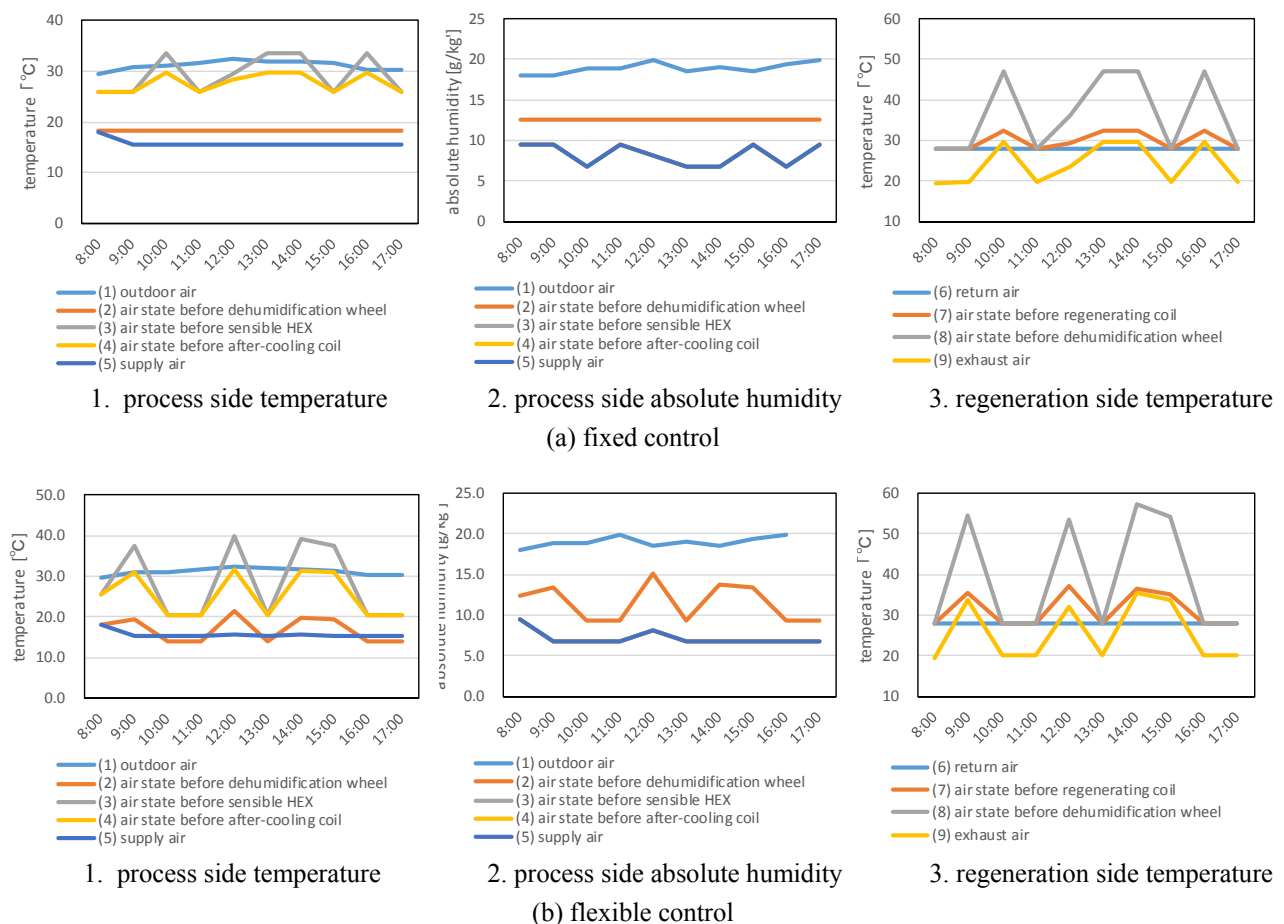 40
30
20
10
0
temperature [°C]
8:00
9:00
10:00
11:00
12:00
13:00
14:00
15:00
16:00
17:00
(1) outdoor air
(2) air state before dehumidification wheel
(3) air state before sensible HEX
(4) air state before after-cooling coil
(5) supply air
1. process side temperature
25
20
15
10
5
0
absolute humidity [g/kg']
8:00
9:00
10:00
11:00
12:00
13:00
14:00
15:00
16:00
17:00
(1) outdoor air
(2) air state before dehumidification wheel
(3) air state before sensible HEX
(4) air state before after-cooling coil
(5) supply air
2. process side absolute humidity
60
50
40
30
20
10
temperature [°C]
8:00
9:00
10:00
11:00
12:00
13:00
14:00
15:00
16:00
17:00
(6) return air
(7) air state before regenerating coil
(8) air state before dehumidification wheel
(9) exhaust air
3. regeneration side temperature
(a) fixed control
50.0
40.0
30.0
20.0
10.0
0.0
temperature [°C]
8:00
9:00
10:00
11:00
12:00
13:00
14:00
15:00
16:00
17:00
(1) outdoor air
(2) air state before dehumidification wheel
(3) air state before sensible HEX
(4) air state before after-cooling coil
(5) supply air
1. process side temperature
25.0
20.0
15.0
10.0
5.0
0.0
absolute humidity [g/kg']
8:00
9:00
10:00
11:00
12:00
13:00
14:00
15:00
16:00
17:00
(1) outdoor air
(2) air state before dehumidification wheel
(3) air state before sensible HEX
(4) air state before after-cooling coil
(5) supply air
2. process side absolute humidity
60
50
40
30
20
10
temperature [°C]
8:00
9:00
10:00
11:00
12:00
13:00
14:00
15:00
16:00
17:00
(6) return air
(7) air state before regenerating coil
(8) air state before dehumidification wheel
(9) exhaust air
3. regeneration side temperature
(b) flexible control